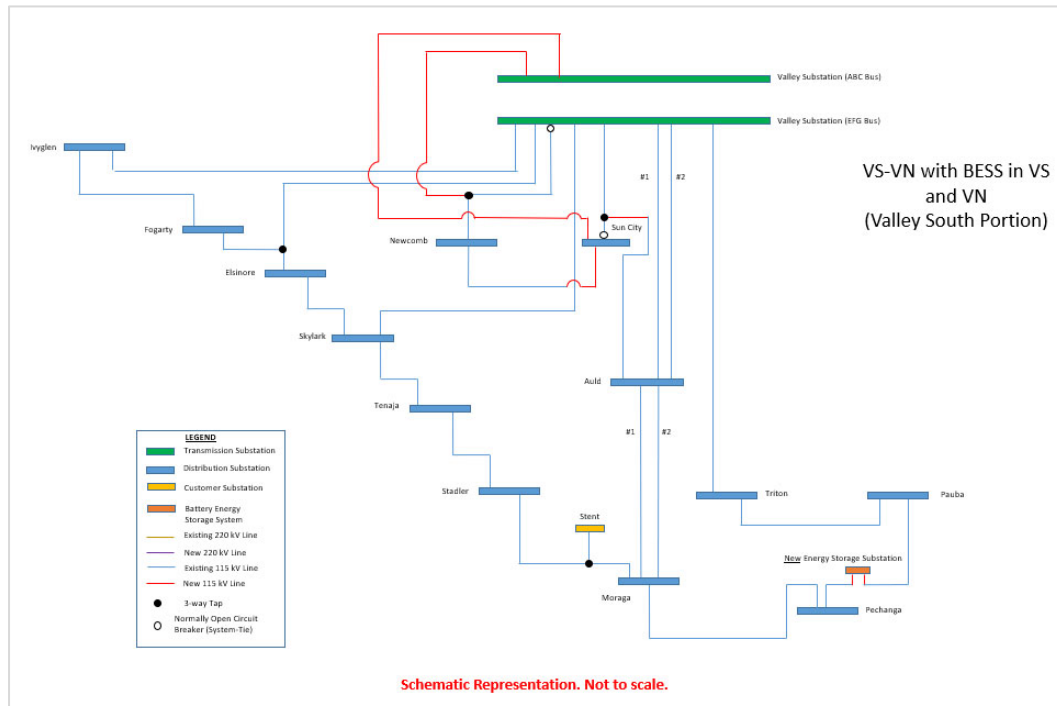 Valley Substation (ABC Bus)
Valley Substation (EFG Bus)
Ivyglen
VS-VN with BESS in VS
and VN
(Valley South Portion)
#1
#2
Fogarty
Newcomb
Sun City
Elsinore
Skylark
Auld
Tenaja
#1
#2
LEGEND
Transmission Substation
Distribution Substation
Customer Substation
Battery Energy
Storage System
Existing 220 kV Line
New 220 kV Line
Existing 115 kV Line
New 115 kV Line
3-way Tap
Normally Open Circuit
Breaker (System-Tie)
Stadler
Triton
Pauba
Stent
New Energy Storage Substation
Moraga
Pechanga
Schematic Representation. Not to scale.